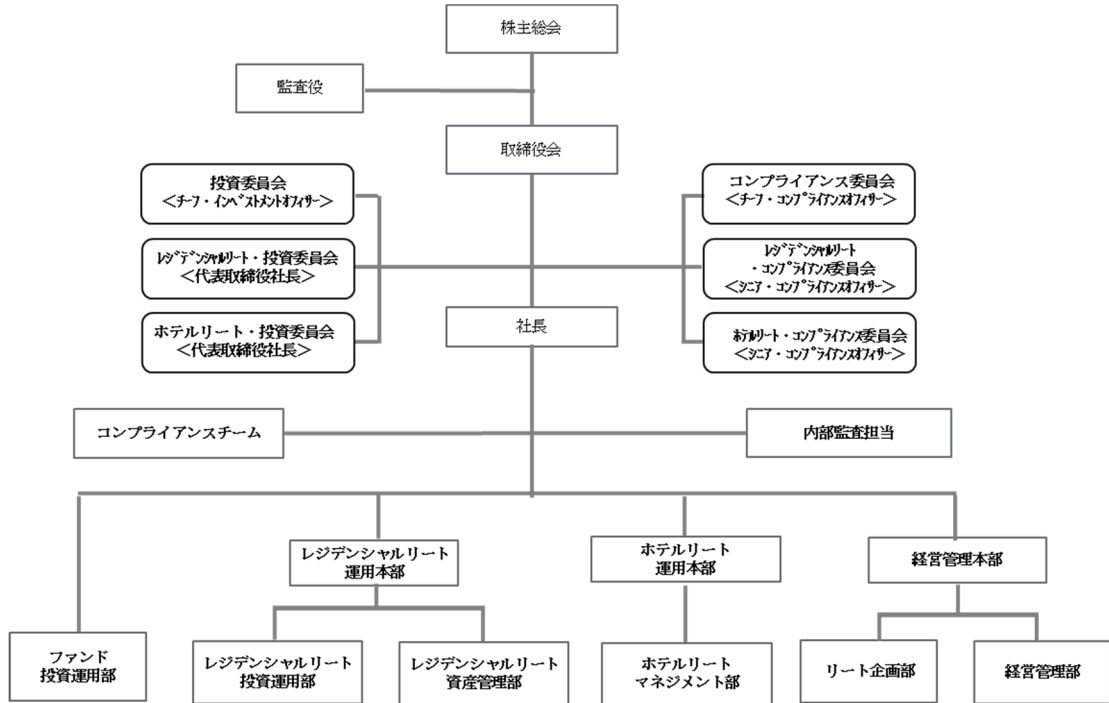 株主総会
監査役
取締役会
投資委員会
＜ﾁｰﾌ・ｲﾝﾍﾞｽﾄﾒﾝﾄｵﾌｨｻｰ＞
コンプライアンス委員会
＜ﾁｰﾌ・ｺﾝﾌﾟﾗｲｱﾝｽｵﾌｨｻｰ＞
ﾚｼﾞﾃﾞﾝｼｬﾙﾘｰﾄ・投資委員会
＜代表取締役社長＞
ﾚｼﾞﾃﾞﾝｼｬﾙﾘｰﾄ
・ｺﾝﾌﾟﾗｲｱﾝｽ委員会
＜ｼﾆｱ・ｺﾝﾌﾟﾗｲｱﾝｽｵﾌｨｻｰ＞
社長
ホテルリート・投資委員会
＜代表取締役社長＞
ﾎﾃﾙﾘｰﾄ・ｺﾝﾌﾟﾗｲｱﾝｽ委員会
＜ｼﾆｱ・ｺﾝﾌﾟﾗｲｱﾝｽｵﾌｨｻｰ＞
コンプライアンスチーム
内部監査担当
レジデンシャルリート
運用本部
ホテルリート
運用本部
経営管理本部
ファンド
投資運用部
レジデンシャルリート
投資運用部
レジデンシャルリート
資産管理部
ホテルリート
マネジメント部
リート企画部
経営管理部